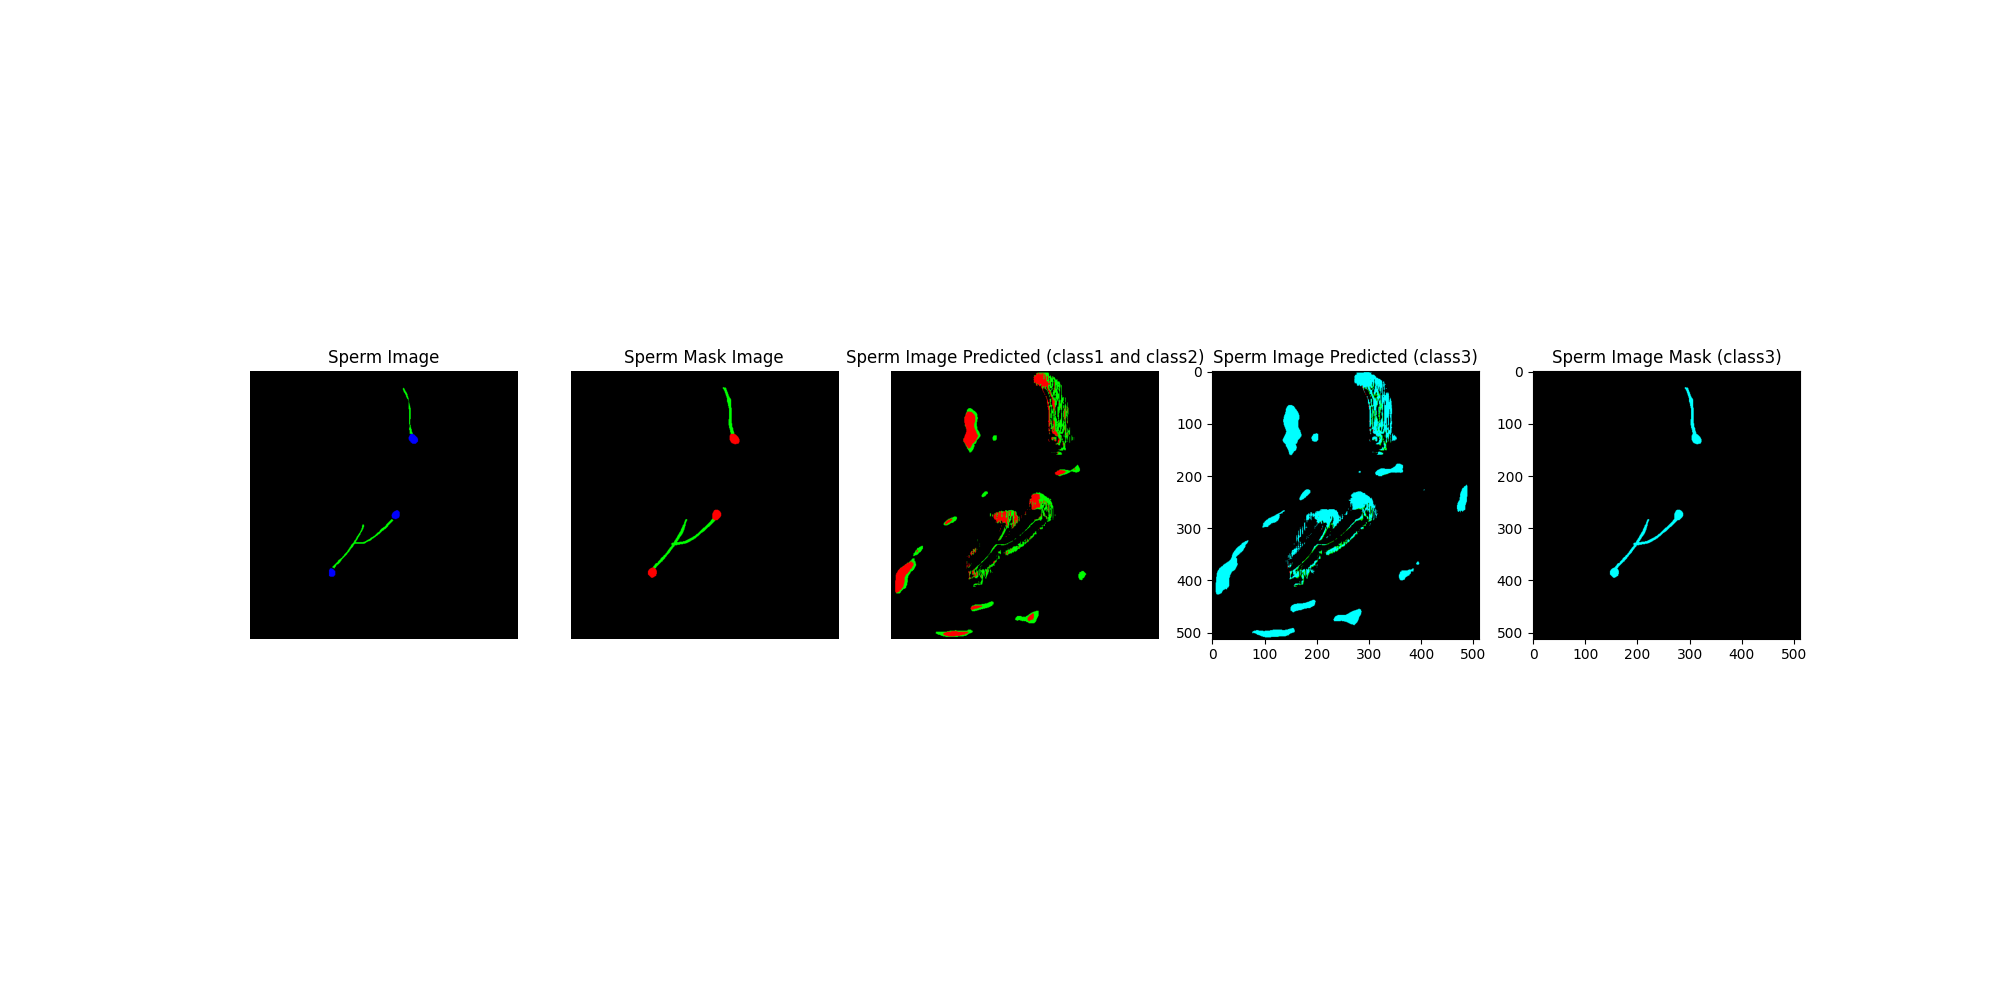 Sperm Image
Sperm Mask Image
Sperm Image Predicted (class1 and class2)
Sperm Image Predicted (class3)
Sperm Image Mask (class3)
0
100
200
300
400
500
0 100 200 300 400 500
0
100
200
300
400
500
0 100 200 300 400 500